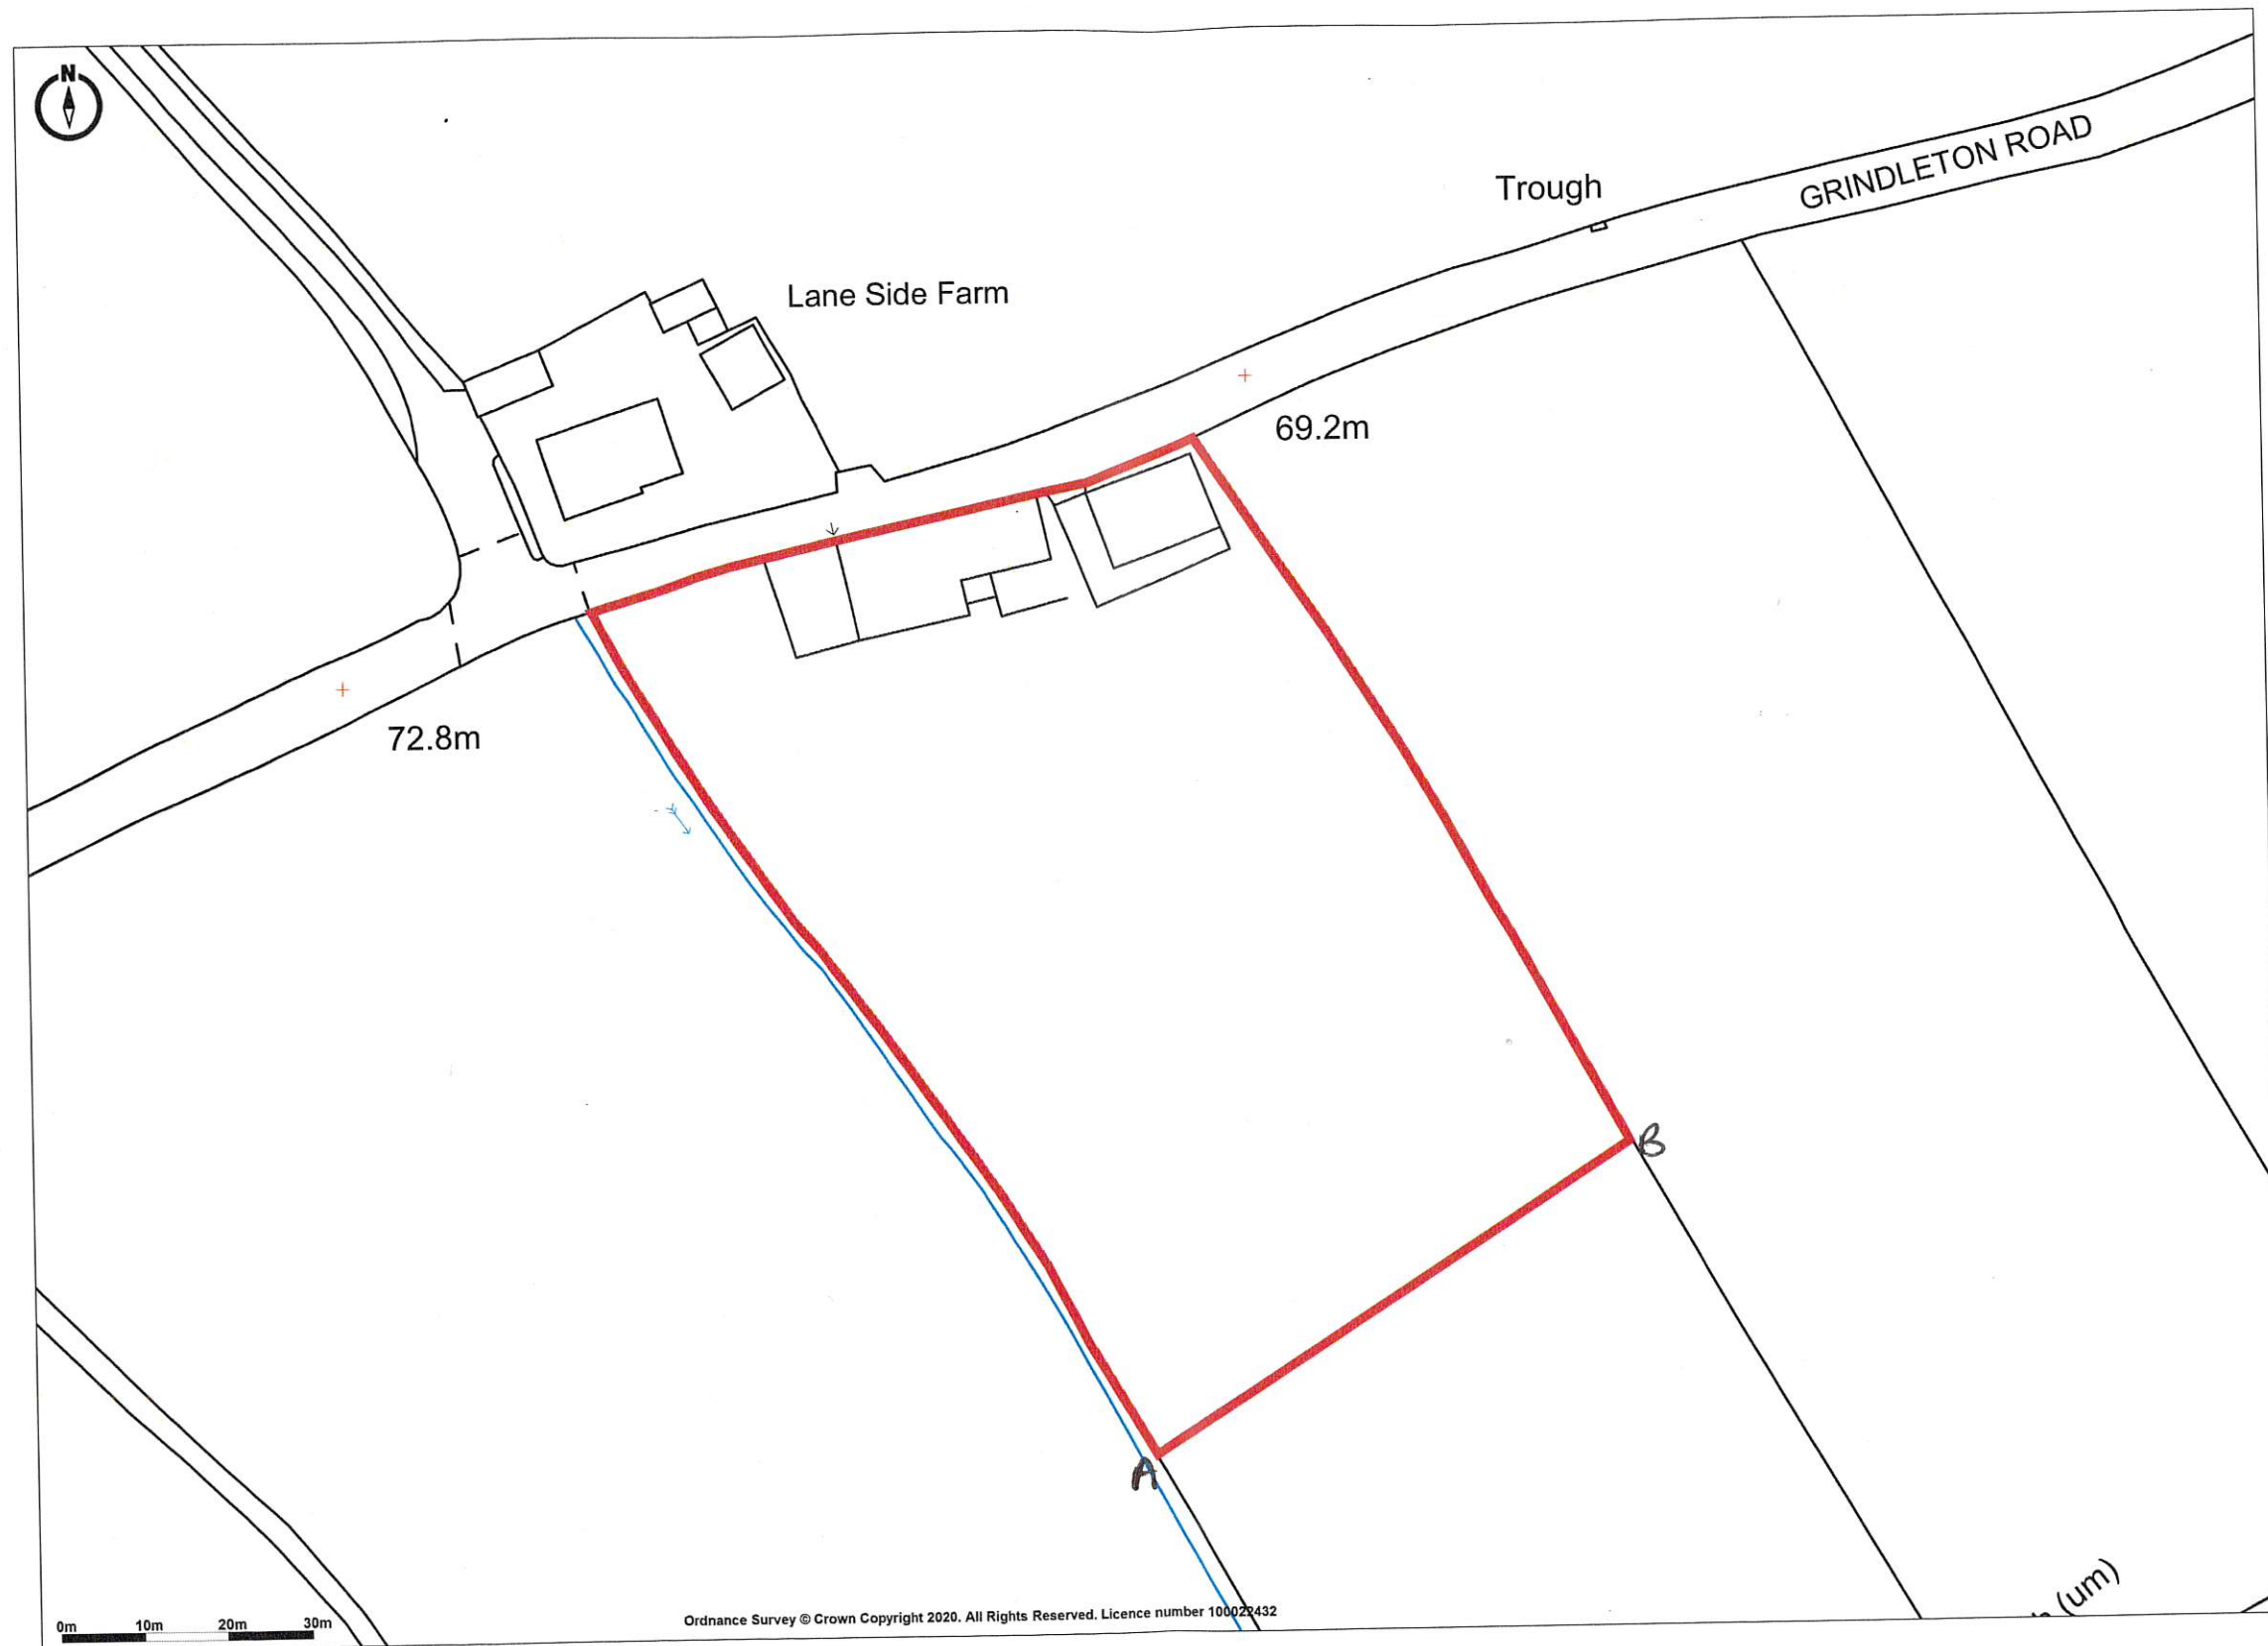 N
GRINDLETON ROAD
Trough
Lane Side Farm
69.2m
72.8m
B
A
(um)
Ordnance Survey © Crown Copyright 2020. All Rights Reserved. Licence number 100022432
0m 10m 20m 30m